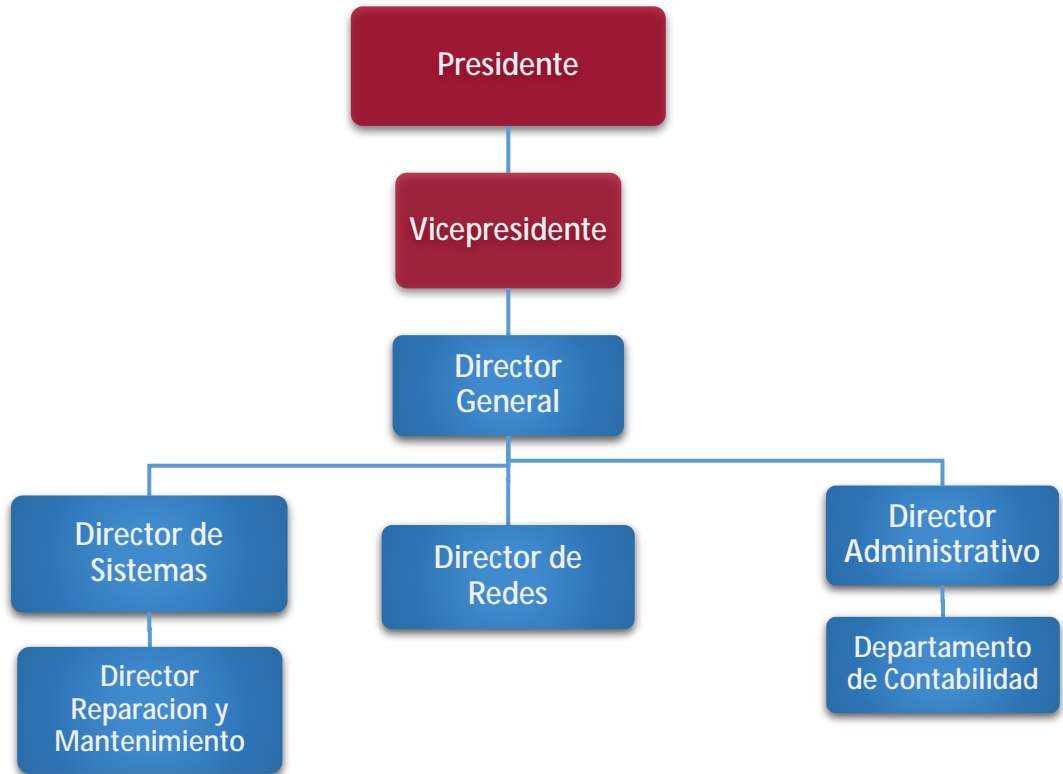 Presidente
Vicepresidente
Director
General
Director de
Sistemas
Director de
Redes
Director
Administrativo
Director
Reparacion y
Mantenimiento
Departamento
de Contabilidad